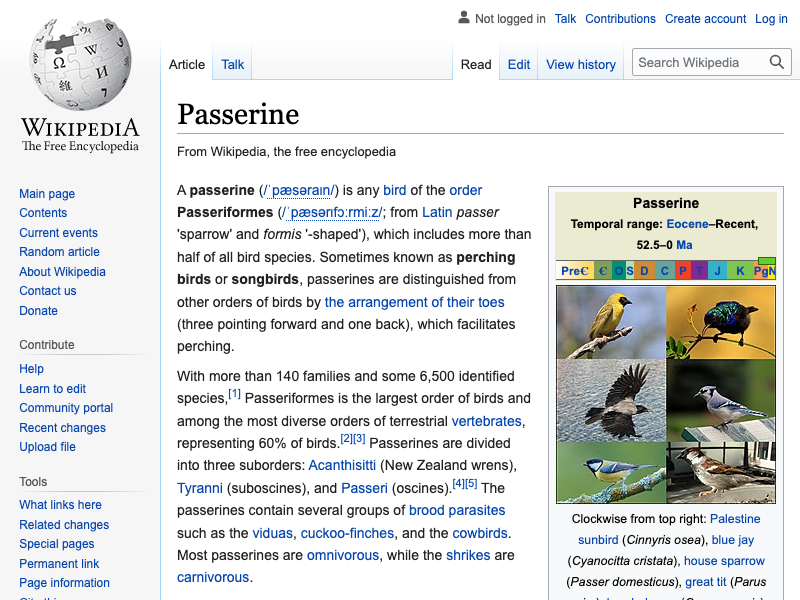 Not logged in Talk Contributions Create account Log in
Article Talk Read Edit View history Search Wikipedia
WIKIPEDIA
The Free Encyclopedia
Main page
Contents
Current events
Random article
About Wikipedia
Contact us
Donate
Contribute
Help
Learn to edit
Community portal
Recent changes
Upload file
Tools
What links here
Related changes
Special pages
Permanent link
Page information
Passerine
From Wikipedia, the free encyclopedia
A passerine (/ˈpæsəraɪn/) is any bird of the order
Passeriformes (/ˈpæsərɪfɔːrmiːz/; from Latin passer
'sparrow' and formis '-shaped'), which includes more than
half of all bird species. Sometimes known as perching
birds or songbirds, passerines are distinguished from
other orders of birds by the arrangement of their toes
(three pointing forward and one back), which facilitates
perching.
With more than 140 families and some 6,500 identified
species,[1] Passeriformes is the largest order of birds and
among the most diverse orders of terrestrial vertebrates,
representing 60% of birds.[2][3] Passerines are divided
into three suborders: Acanthisitti (New Zealand wrens),
Tyranni (suboscines), and Passeri (oscines).[4][5] The
passerines contain several groups of brood parasites
such as the viduas, cuckoo-finches, and the cowbirds.
Most passerines are omnivorous, while the shrikes are
carnivorous.
Passerine
Temporal range: Eocene–Recent,
52.5–0 Ma
PreЄ Є O S D C P T J K PgN
Clockwise from top right: Palestine
sunbird (Cinnyris osea), blue jay
(Cyanocitta cristata), house sparrow
(Passer domesticus), great tit (Parus